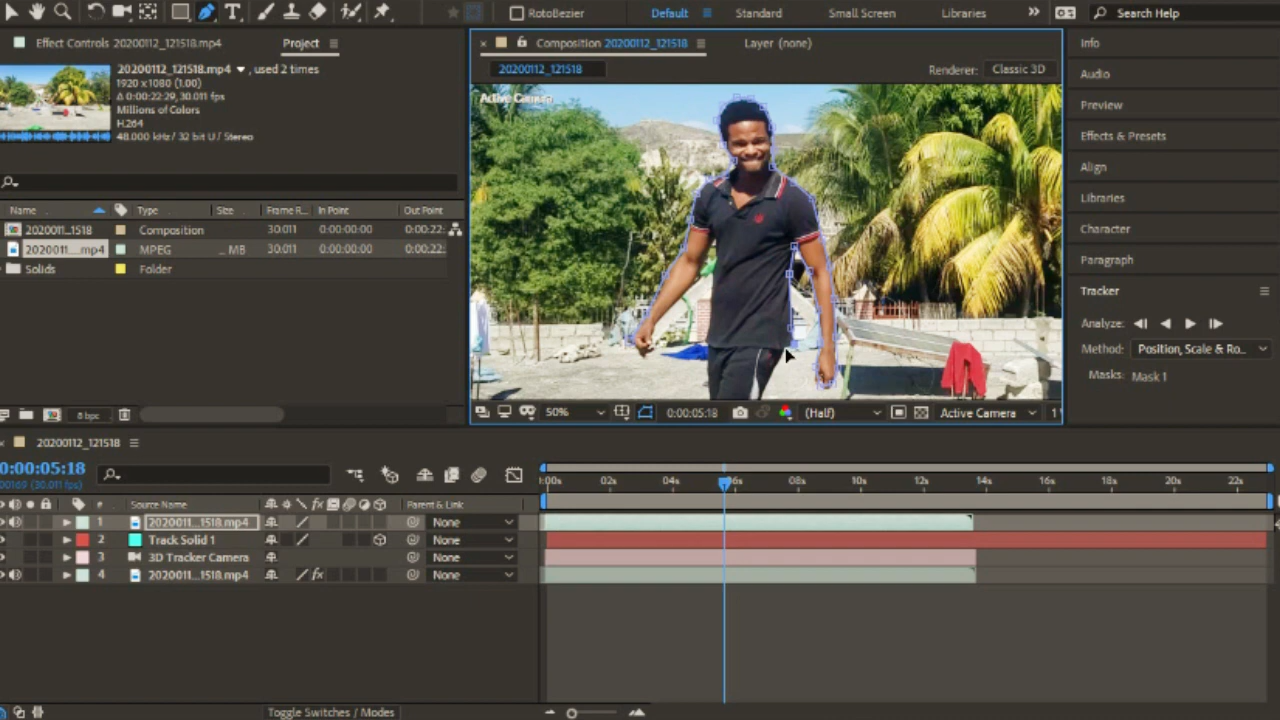 RotoBezier
Default
Standard
Small Screen
Libraries
Search Help
Effect Controls 20200112_121518.mp4
Project
Composition 20200112_121518
Layer (none)
20200112_121518.mp4 , used 2 times
1920 x 1080 (1.00)
Δ 0:00:22:29, 30.011 fps
Millions of Colors
H.264
48.000 kHz / 32 bit U / Stereo
20200112_121518
Renderer: Classic 3D
Active Camera
Name Type Size Frame R... In Point Out Point
2020011..._1518 Composition 30.011 0:00:00:00 0:00:22:
2020011....mp4 MPEG ... MB 30.011 0:00:00:00 0:00:22:
Solids Folder
8 bpc
50%
0:00:05:18
(Half)
Active Camera
Info
Audio
Preview
Effects & Presets
Align
Libraries
Character
Paragraph
Tracker
Analyze:
Method: Position, Scale & Ro...
Masks: Mask 1
20200112_121518
0:00:05:18
00169 (30.011 fps)
# Source Name fx Parent & Link
1 2020011...1518.mp4 None
2 Track Solid 1 None
3 3D Tracker Camera None
4 2020011...1518.mp4 fx None
:00s 02s 04s 06s 08s 10s 12s 14s 16s 18s 20s 22s
Toggle Switches / Modes